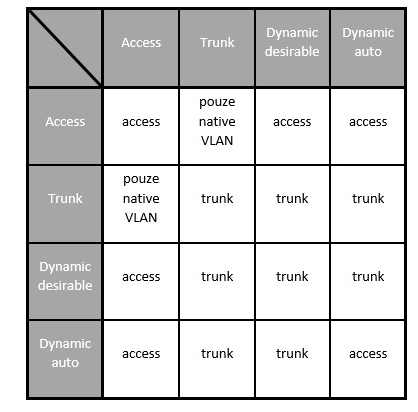 Access Trunk Dynamic desirable Dynamic auto
Access access pouze native VLAN access access
Trunk pouze native VLAN trunk trunk trunk
Dynamic desirable access trunk trunk trunk
Dynamic auto access trunk trunk access